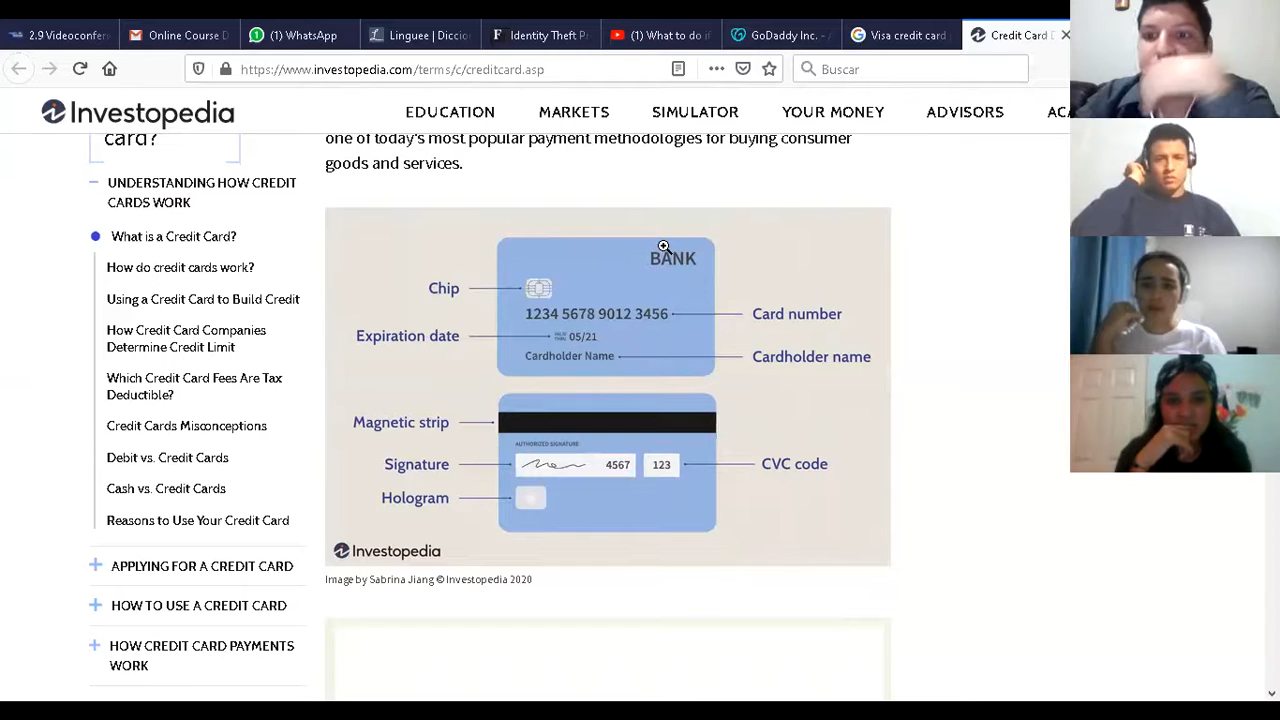 2.9 Videoconfere
Online Course D
(1) WhatsApp
Linguee | Diccio
Identity Theft P
(1) What to do if
GoDaddy Inc. -
Visa credit card
Credit Card D
https://www.investopedia.com/terms/c/creditcard.asp
Buscar
Investopedia
EDUCATION
MARKETS
SIMULATOR
YOUR MONEY
ADVISORS
ACA
card?
UNDERSTANDING HOW CREDIT
CARDS WORK
What is a Credit Card?
How do credit cards work?
Using a Credit Card to Build Credit
How Credit Card Companies
Determine Credit Limit
Which Credit Card Fees Are Tax
Deductible?
Credit Cards Misconceptions
Debit vs. Credit Cards
Cash vs. Credit Cards
Reasons to Use Your Credit Card
APPLYING FOR A CREDIT CARD
HOW TO USE A CREDIT CARD
HOW CREDIT CARD PAYMENTS
WORK
one of today's most popular payment methodologies for buying consumer
goods and services.
BANK
Chip
1234 5678 9012 3456
Card number
Expiration date
05/21
Cardholder Name
Cardholder name
Magnetic strip
AUTHORIZED SIGNATURE
Signature
4567
123
CVC code
Hologram
Investopedia
Image by Sabrina Jiang © Investopedia 2020